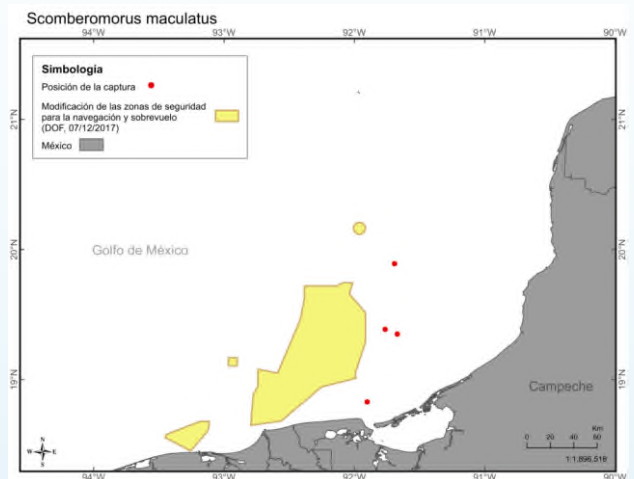 Scomberomorus maculatus
94°W 93°W 92°W 91°W 90°W
Simbología
Posición de la captura
Modificación de las zonas de seguridad
para la navegación y sobrevuelo
(DOF, 07/12/2017)
México
21°N 21°N
20°N 20°N
Golfo de México
19°N 19°N
Campeche
N
W E
S
Km
0 20 40 60
1:1,896,516
94°W 93°W 92°W 91°W 90°W